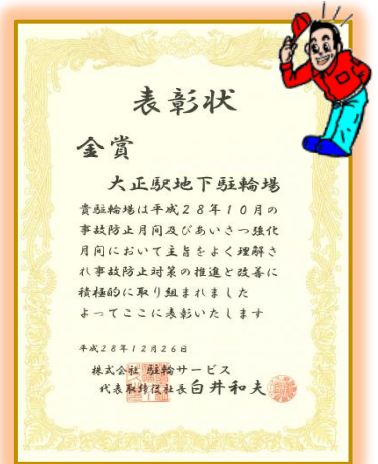 表彰状
金賞
大正駅地下駐輪場
貴駐輪場は平成28年10月の
事故防止月間及びあいさつ強化
月間において主旨をよく理解さ
れ事故防止対策の推進と改善に
積極的に取り組まれました
よってここに表彰いたします
平成28年12月26日
株式会社 駐輪サービス
代表取締役社長 白井和夫